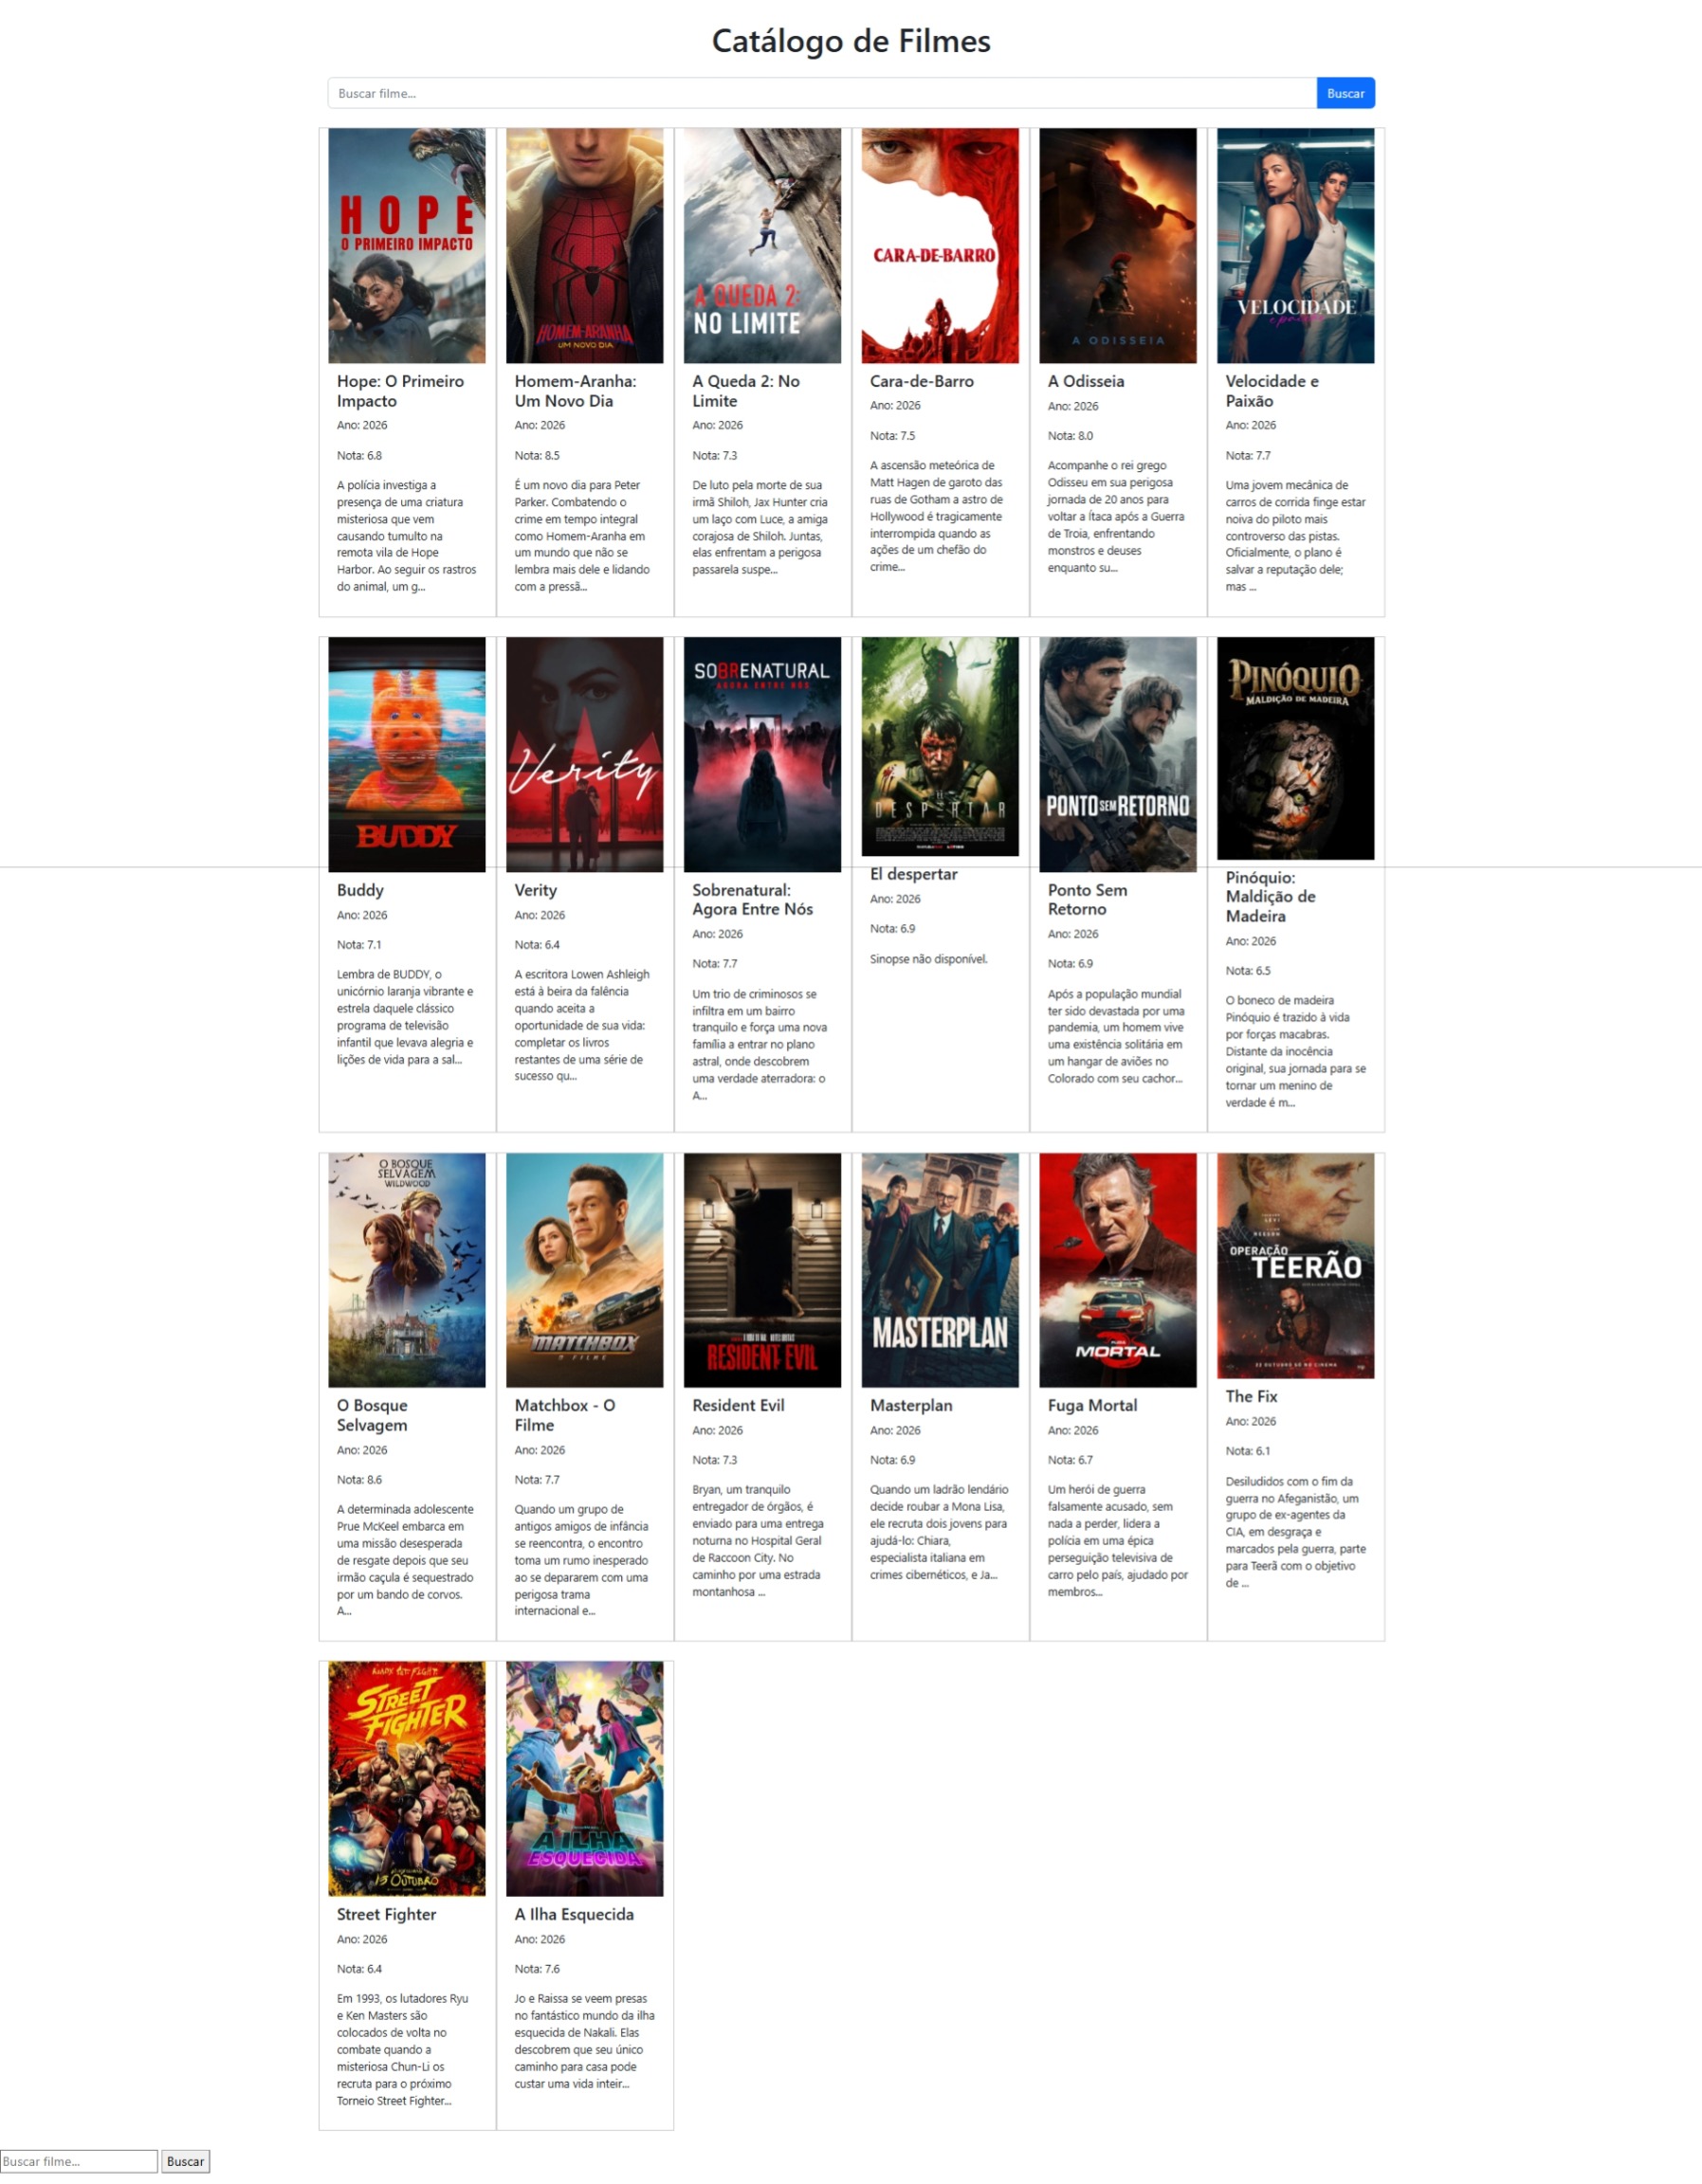 Catálogo de Filmes
Buscar filme...
Buscar
HOPE
O PRIMEIRO IMPACTO
Hope: O Primeiro
Impacto
Ano: 2026
Nota: 6.8
A polícia investiga a
presença de uma criatura
misteriosa que vem
causando tumulto na
remota vila de Hope
Harbor. Ao seguir os rastros
do animal, um g...
HOMEM-ARANHA
UM NOVO DIA
Homem-Aranha:
Um Novo Dia
Ano: 2026
Nota: 8.5
É um novo dia para Peter
Parker. Combatendo o
crime em tempo integral
como Homem-Aranha em
um mundo que não se
lembra mais dele e lidando
com a pressã...
A QUEDA 2:
NO LIMITE
A Queda 2: No
Limite
Ano: 2026
Nota: 7.3
De luto pela morte de sua
irmã Shiloh, Jax Hunter cria
um laço com Luce, a amiga
corajosa de Shiloh. Juntas,
elas enfrentam a perigosa
passarela suspe...
CARA-DE-BARRO
Cara-de-Barro
Ano: 2026
Nota: 7.5
A ascensão meteórica de
Matt Hagen de garoto das
ruas de Gotham a astro de
Hollywood é tragicamente
interrompida quando as
ações de um chefão do
crime...
A ODISSEIA
A Odisseia
Ano: 2026
Nota: 8.0
Acompanhe o rei grego
Odisseu em sua perigosa
jornada de 20 anos para
voltar a Ítaca após a Guerra
de Troia, enfrentando
monstros e deuses
enquanto su...
VELOCIDADE
e paixão
Velocidade e
Paixão
Ano: 2026
Nota: 7.7
Uma jovem mecânica de
carros de corrida finge estar
noiva do piloto mais
controverso das pistas.
Oficialmente, o plano é
salvar a reputação dele;
mas ...
BUDDY
Buddy
Ano: 2026
Nota: 7.1
Lembra de BUDDY, o
unicórnio laranja vibrante e
estrela daquele clássico
programa de televisão
infantil que levava alegria e
lições de vida para a sal...
Verity
Verity
Ano: 2026
Nota: 6.4
A escritora Lowen Ashleigh
está à beira da falência
quando aceita a
oportunidade de sua vida:
completar os livros
restantes de uma série de
sucesso qu...
SOBRENATURAL
AGORA ENTRE NÓS
Sobrenatural:
Agora Entre Nós
Ano: 2026
Nota: 7.7
Um trio de criminosos se
infiltra em um bairro
tranquilo e força uma nova
família a entrar no plano
astral, onde descobrem
uma verdade aterradora: o
A...
EL
DESPERTAR
El despertar
Ano: 2026
Nota: 6.9
Sinopse não disponível.
PONTO SEM RETORNO
Ponto Sem
Retorno
Ano: 2026
Nota: 6.9
Após a população mundial
ter sido devastada por uma
pandemia, um homem vive
uma existência solitária em
um hangar de aviões no
Colorado com seu cachor...
PINÓQUIO
MALDIÇÃO DE MADEIRA
Pinóquio:
Maldição de
Madeira
Ano: 2026
Nota: 6.5
O boneco de madeira
Pinóquio é trazido à vida
por forças macabras.
Distante da inocência
original, sua jornada para se
tornar um menino de
verdade é m...
O BOSQUE
SELVAGEM
WILDWOOD
O Bosque
Selvagem
Ano: 2026
Nota: 8.6
A determinada adolescente
Prue McKeel embarca em
uma missão desesperada
de resgate depois que seu
irmão caçula é sequestrado
por um bando de corvos.
A...
MATCHBOX
O FILME
Matchbox - O
Filme
Ano: 2026
Nota: 7.7
Quando um grupo de
antigos amigos de infância
se reencontra, o encontro
toma um rumo inesperado
ao se depararem com uma
perigosa trama
internacional e...
RESIDENT EVIL
Resident Evil
Ano: 2026
Nota: 7.3
Bryan, um tranquilo
entregador de órgãos, é
enviado para uma entrega
noturna no Hospital Geral
de Raccoon City. No
caminho por uma estrada
montanhosa ...
MASTERPLAN
Masterplan
Ano: 2026
Nota: 6.9
Quando um ladrão lendário
decide roubar a Mona Lisa,
ele recruta dois jovens para
ajudá-lo: Chiara,
especialista italiana em
crimes cibernéticos, e Ja...
FUGA
MORTAL
Fuga Mortal
Ano: 2026
Nota: 6.7
Um herói de guerra
falsamente acusado, sem
nada a perder, lidera a
polícia em uma épica
perseguição televisiva de
carro pelo país, ajudado por
membros...
LEVI
NEESON
OPERAÇÃO
TEERÃO
22 OUTUBRO SÓ NO CINEMA
The Fix
Ano: 2026
Nota: 6.1
Desiludidos com o fim da
guerra no Afeganistão, um
grupo de ex-agentes da
CIA, em desgraça e
marcados pela guerra, parte
para Teerã com o objetivo
de ...
STREET
FIGHTER
15 OUTUBRO
Street Fighter
Ano: 2026
Nota: 6.4
Em 1993, os lutadores Ryu
e Ken Masters são
colocados de volta no
combate quando a
misteriosa Chun-Li os
recruta para o próximo
Torneio Street Fighter...
A ILHA
ESQUECIDA
A Ilha Esquecida
Ano: 2026
Nota: 7.6
Jo e Raissa se veem presas
no fantástico mundo da ilha
esquecida de Nakali. Elas
descobrem que seu único
caminho para casa pode
custar uma vida inteir...
Buscar filme...
Buscar